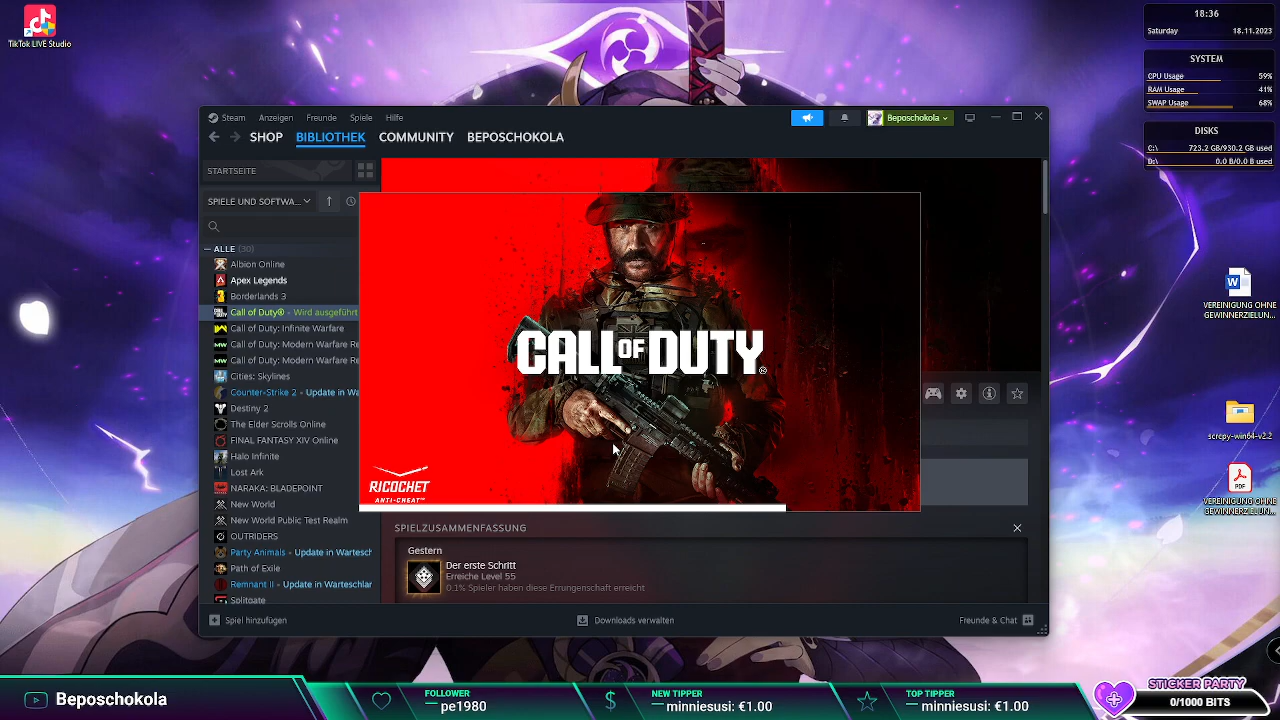 TikTok LIVE Studio
18:36
Saturday 18.11.2023
SYSTEM
CPU Usage 59%
RAM Usage 41%
SWAP Usage 68%
DISKS
C:\ 723.2 G/930.2 G used
D:\ 0.0 B/0.0 B used
Steam Anzeigen Freunde Spiele Hilfe
Beposchokola
SHOP BIBLIOTHEK COMMUNITY BEPOSCHOKOLA
STARTSEITE
SPIELE UND SOFTWA...
ALLE (30)
Albion Online
Apex Legends
Borderlands 3
Call of Duty® - Wird ausgeführt
Call of Duty: Infinite Warfare
Call of Duty: Modern Warfare Re
Call of Duty: Modern Warfare Re
Cities: Skylines
Counter-Strike 2 - Update in Wa
Destiny 2
The Elder Scrolls Online
FINAL FANTASY XIV Online
Halo Infinite
Lost Ark
NARAKA: BLADEPOINT
New World
New World Public Test Realm
OUTRIDERS
Party Animals - Update in Wartesch
Path of Exile
Remnant II - Update in Warteschlan
Splitgate
CALL OF DUTY®
RICOCHET
ANTI-CHEAT™
SPIELZUSAMMENFASSUNG
Gestern
Der erste Schritt
Erreiche Level 55
0.1% Spieler haben diese Errungenschaft erreicht
Spiel hinzufügen
Downloads verwalten
Freunde & Chat
VEREINIGUNG OHNE
GEWINNERZIELUN...
scrcpy-win64-v2.2
PDF
VEREINIGUNG OHNE
GEWINNERZIELUN...
Beposchokola
FOLLOWER
pe1980
NEW TIPPER
minniesusi: €1.00
TOP TIPPER
minniesusi: €1.00
STICKER PARTY
0/1000 BITS